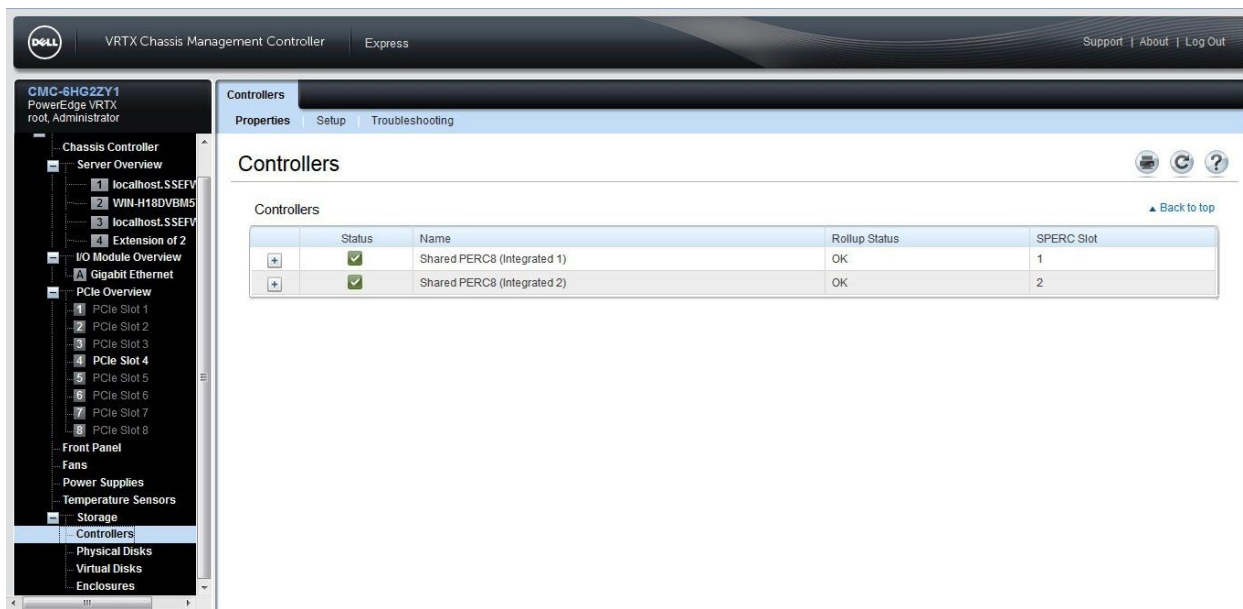 DELL
VRTX Chassis Management Controller
Express
Support | About | Log Out
CMC-6HG2ZY1
PowerEdge VRTX
root, Administrator
Controllers
Properties | Setup | Troubleshooting
Chassis Controller
Server Overview
1 localhost.SSEFW
2 WIN-H18DVBM5
3 localhost.SSEFW
4 Extension of 2
I/O Module Overview
A Gigabit Ethernet
PCIe Overview
1 PCIe Slot 1
2 PCIe Slot 2
3 PCIe Slot 3
4 PCIe Slot 4
5 PCIe Slot 5
6 PCIe Slot 6
7 PCIe Slot 7
8 PCIe Slot 8
Front Panel
Fans
Power Supplies
Temperature Sensors
Storage
Controllers
Physical Disks
Virtual Disks
Enclosures
Controllers
Controllers
Back to top
Status Name Rollup Status SPERC Slot
Shared PERC8 (Integrated 1) OK 1
Shared PERC8 (Integrated 2) OK 2